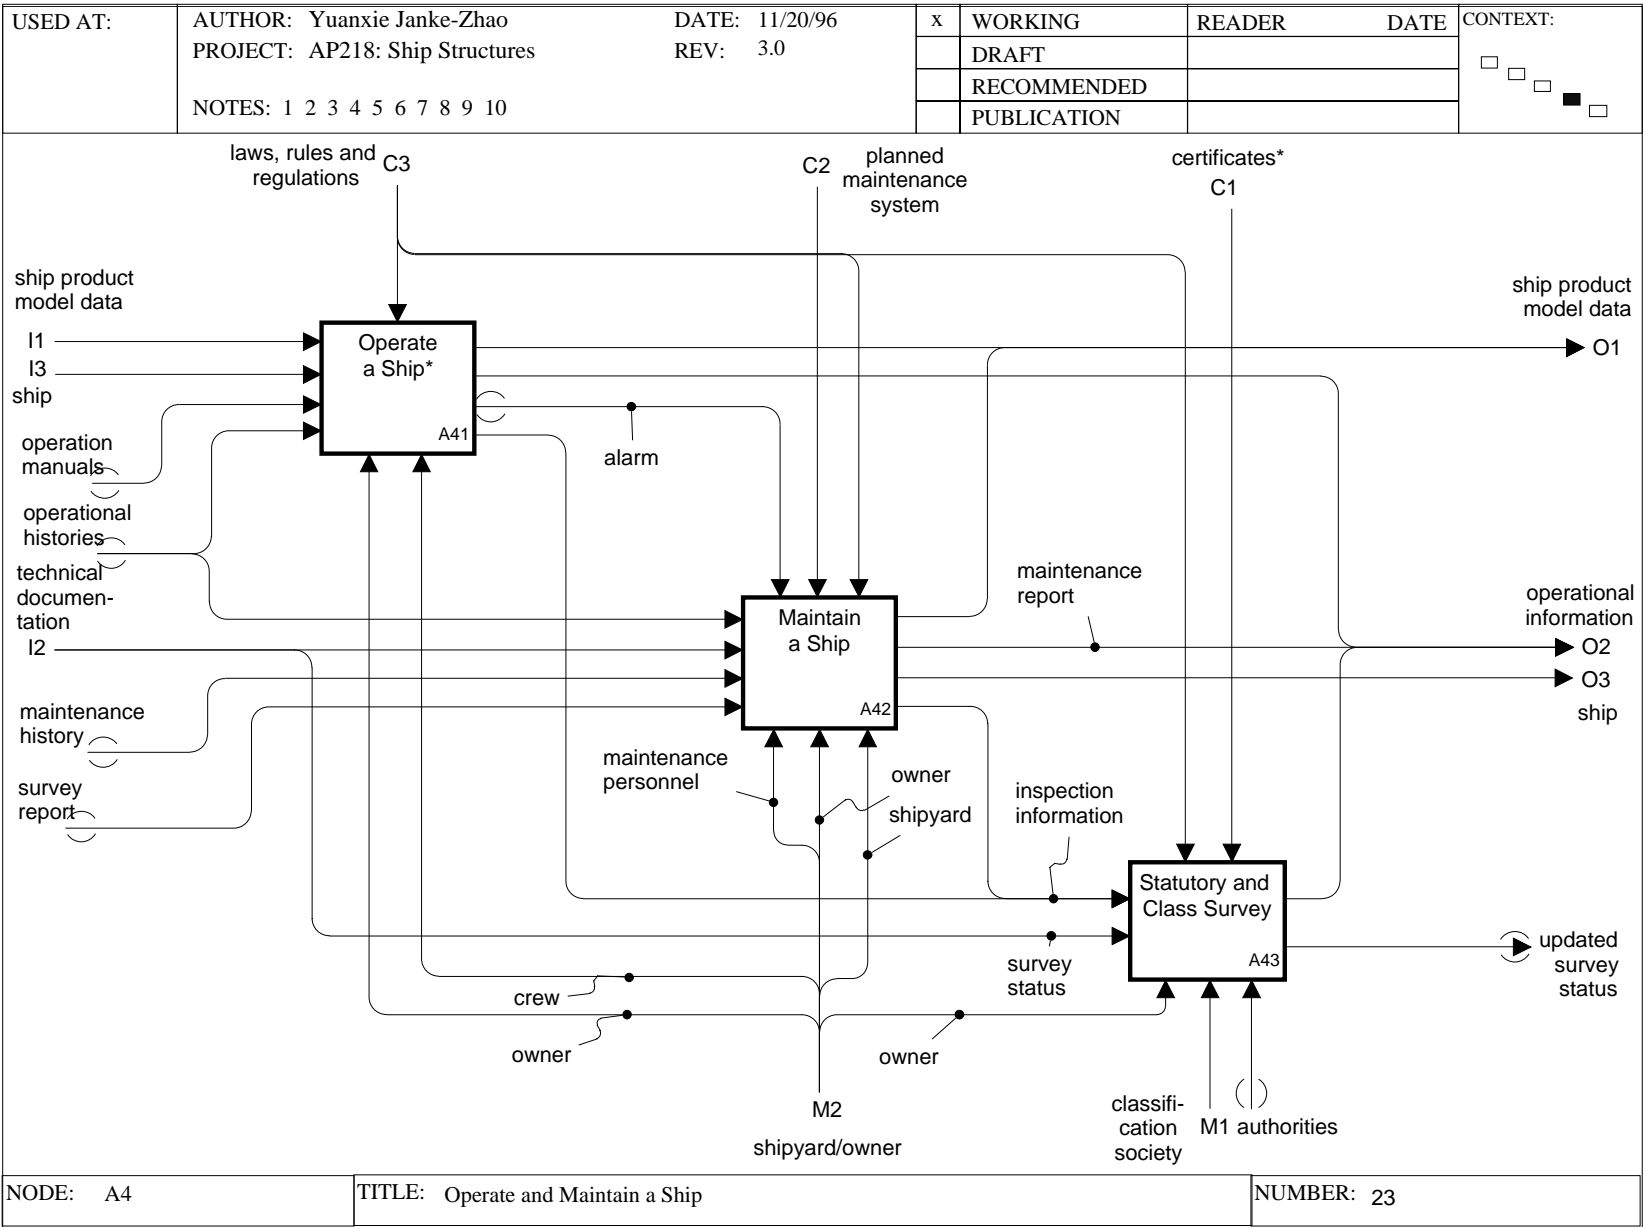 USED AT:
AUTHOR: Yuanxie Janke-Zhao
DATE: 11/20/96
PROJECT: AP218: Ship Structures
REV: 3.0
NOTES: 1 2 3 4 5 6 7 8 9 10
x WORKING
DRAFT
RECOMMENDED
PUBLICATION
READER DATE
CONTEXT:
laws, rules and
regulations
C3
C2
planned
maintenance
system
certificates*
C1
ship product
model data
I1
I3
ship
operation
manuals
operational
histories
technical
documen-
tation
I2
maintenance
history
survey
report
Operate
a Ship*
A41
alarm
ship product
model data
O1
Maintain
a Ship
A42
maintenance
report
operational
information
O2
O3
ship
maintenance
personnel
owner
shipyard
inspection
information
Statutory and
Class Survey
A43
updated
survey
status
survey
status
crew
owner
owner
M2
shipyard/owner
classifi-
cation
society
M1 authorities
NODE: A4
TITLE: Operate and Maintain a Ship
NUMBER: 23